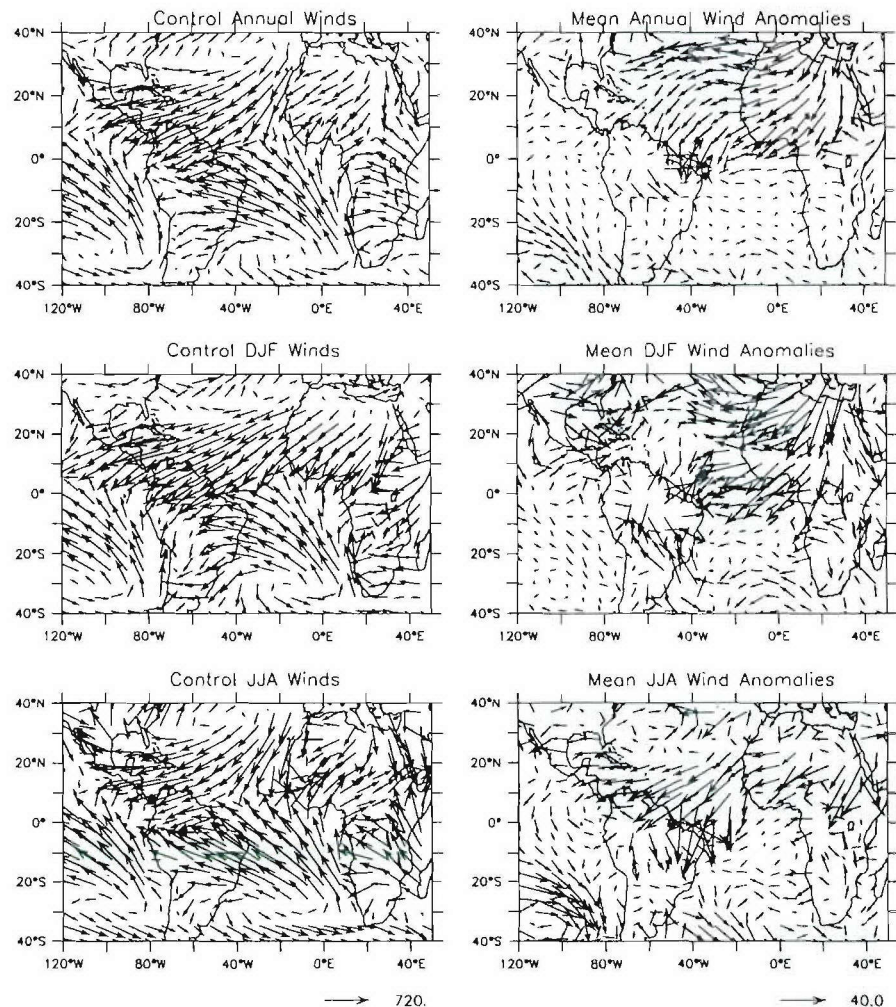 Control Annual Winds
Mean Annual Wind Anomalies
40°N
20°N
0°
20°S
40°S
120°W 80°W 40°W 0°E 40°E
40°N
20°N
0°
20°S
40°S
120°W 80°W 40°W 0°E 40°E
Control DJF Winds
Mean DJF Wind Anomalies
40°N
20°N
0°
20°S
40°S
120°W 80°W 40°W 0°E 40°E
40°N
20°N
0°
20°S
40°S
120°W 80°W 40°W 0°E 40°E
Control JJA Winds
Mean JJA Wind Anomalies
40°N
20°N
0°
20°S
40°S
120°W 80°W 40°W 0°E 40°E
40°N
20°N
0°
20°S
40°S
120°W 80°W 40°W 0°E 40°E
720.
40.0